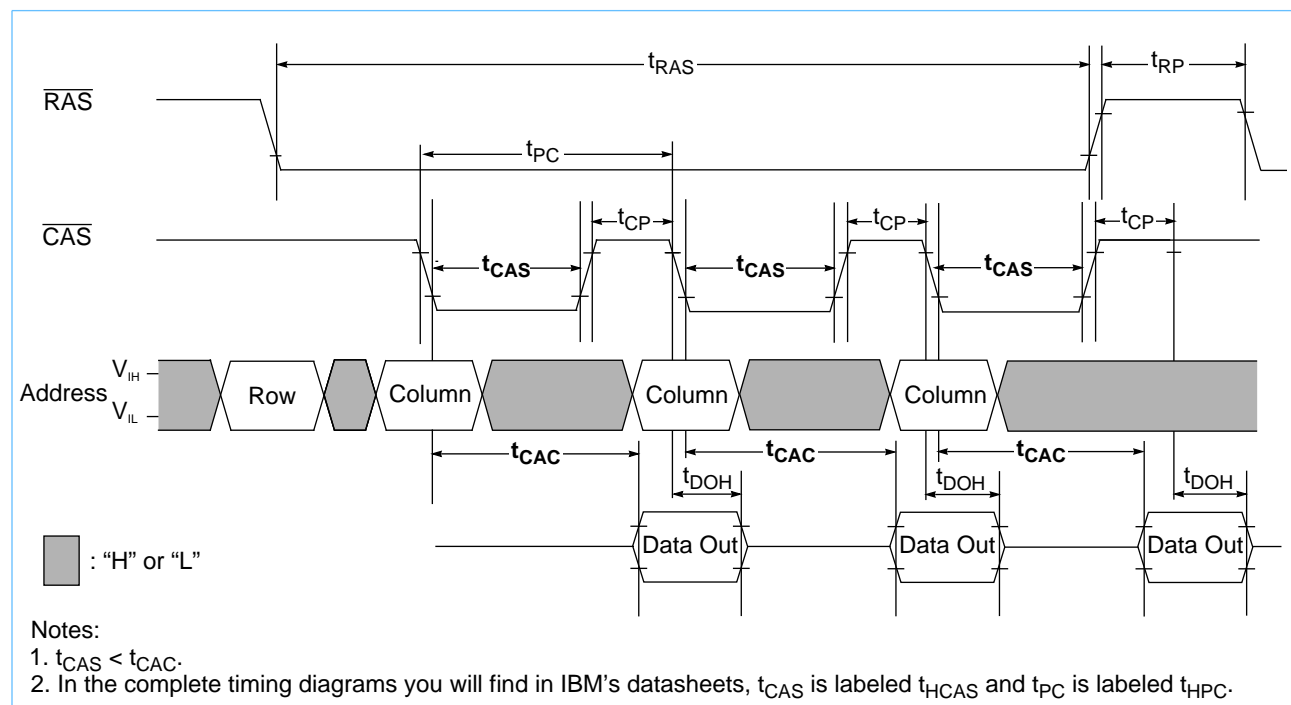 tRAS
tRP
RAS
tPC
tCP
tCP
tCP
CAS
tCAS
tCAS
tCAS
Address
VIH
VIL
Row
Column
Column
Column
tCAC
tCAC
tCAC
tDOH
tDOH
tDOH
Data Out
Data Out
Data Out
: “H” or “L”
Notes:
1. tCAS < tCAC.
2. In the complete timing diagrams you will find in IBM’s datasheets, tCAS is labeled tHCAS and tPC is labeled tHPC.